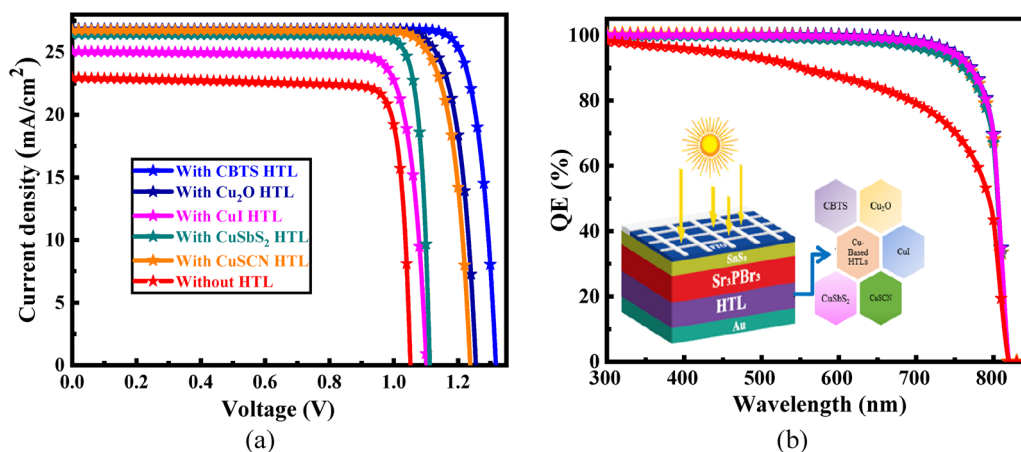 Current density (mA/cm²)
25
20
15
10
5
0
With CBTS HTL
With Cu₂O HTL
With CuI HTL
With CuSbS₂ HTL
With CuSCN HTL
Without HTL
0.0 0.2 0.4 0.6 0.8 1.0 1.2
Voltage (V)
(a)
QE (%)
100
80
60
40
20
0
FTO
SnS₂
Sr₃PBr₃
HTL
Au
CBTS
Cu₂O
Cu-
Based
HTLs
CuI
CuSbS₂
CuSCN
300 400 500 600 700 800
Wavelength (nm)
(b)